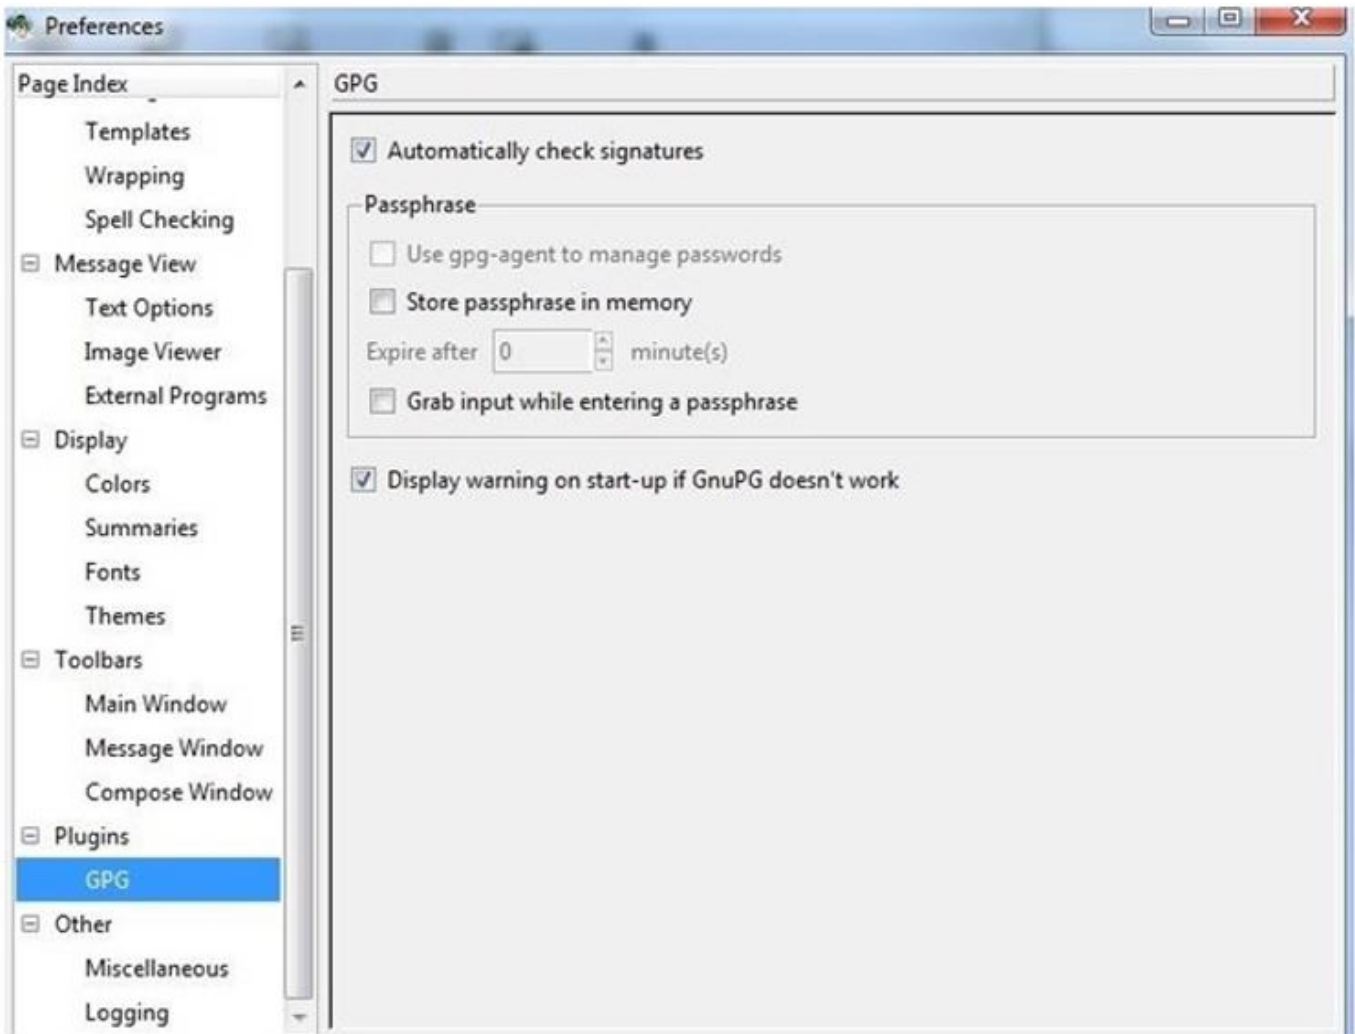 Preferences
Page Index
Templates
Wrapping
Spell Checking
Message View
Text Options
Image Viewer
External Programs
Display
Colors
Summaries
Fonts
Themes
Toolbars
Main Window
Message Window
Compose Window
Plugins
GPG
Other
Miscellaneous
Logging
GPG
Automatically check signatures
Passphrase
Use gpg-agent to manage passwords
Store passphrase in memory
Expire after 0 minute(s)
Grab input while entering a passphrase
Display warning on start-up if GnuPG doesn't work